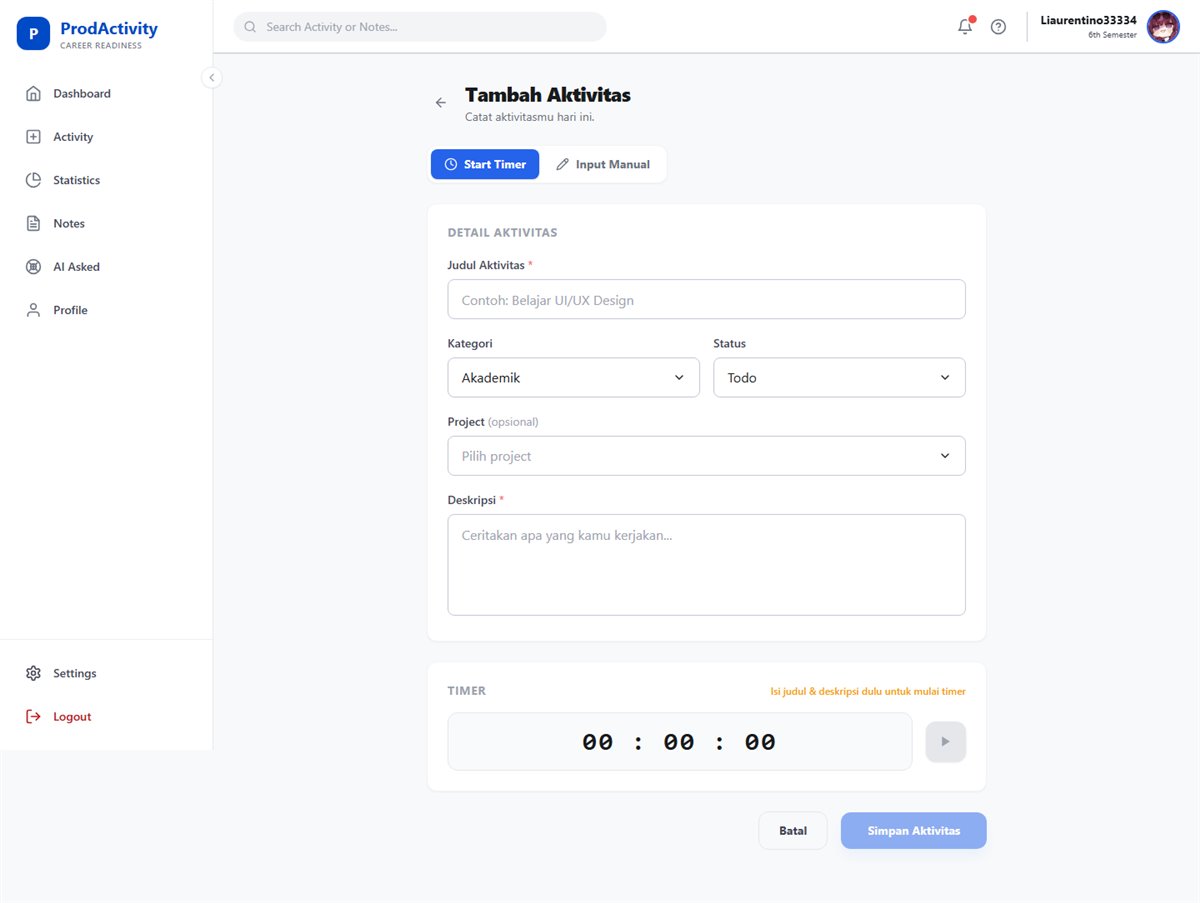 P
ProdActivity
CAREER READINESS
Search Activity or Notes...
Liaurentino33334
6th Semester
Dashboard
Activity
Statistics
Notes
AI Asked
Profile
Settings
Logout
Tambah Aktivitas
Catat aktivitasmu hari ini.
Start Timer
Input Manual
DETAIL AKTIVITAS
Judul Aktivitas *
Contoh: Belajar UI/UX Design
Kategori
Status
Akademik
Todo
Project (opsional)
Pilih project
Deskripsi *
Ceritakan apa yang kamu kerjakan...
TIMER
Isi judul & deskripsi dulu untuk mulai timer
00 : 00 : 00
Batal
Simpan Aktivitas